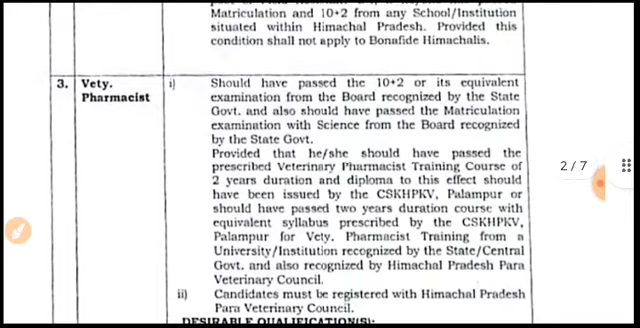 Matriculation and 10+2 from any School/Institution
situated within Himachal Pradesh. Provided this
condition shall not apply to Bonafide Himachalis.
3. Vety. Pharmacist
i) Should have passed the 10+2 or its equivalent
examination from the Board recognized by the State
Govt. and also should have passed the Matriculation
examination with Science from the Board recognized
by the State Govt.
Provided that he/she should have passed the
prescribed Veterinary Pharmacist Training Course of
2 years duration and diploma to this effect should
have been issued by the CSKHPKV, Palampur or
should have passed two years duration course with
equivalent syllabus prescribed by the CSKHPKV,
Palampur for Vety. Pharmacist Training from a
University/Institution recognized by the State/Central
Govt. and also recognized by Himachal Pradesh Para
Veterinary Council.
ii) Candidates must be registered with Himachal Pradesh
Para Veterinary Council.
DESIRABLE QUALIFICATION(S):-
2/7